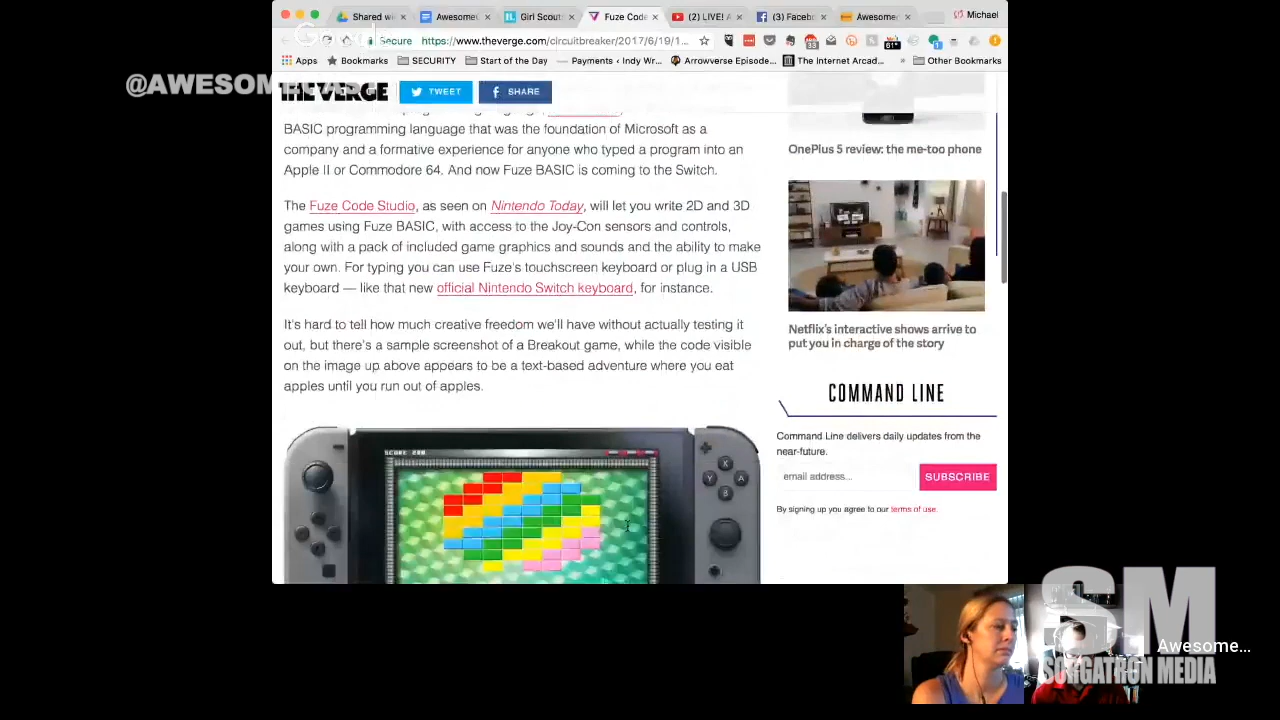 Shared wi
Awesome
Girl Scout
Fuze Code
(2) LIVE! A
(3) Faceb
Awesome
Michael
Secure
https://www.theverge.com/circuitbreaker/2017/6/19/1...
Apps
Bookmarks
SECURITY
Start of the Day
Payments ‹ Indy Wr...
Arrowverse Episode...
The Internet Arcad...
Other Bookmarks
@AWESOME
THE VERGE
TWEET
SHARE
BASIC programming language that was the foundation of Microsoft as a
company and a formative experience for anyone who typed a program into an
Apple II or Commodore 64. And now Fuze BASIC is coming to the Switch.
The Fuze Code Studio, as seen on Nintendo Today, will let you write 2D and 3D
games using Fuze BASIC, with access to the Joy-Con sensors and controls,
along with a pack of included game graphics and sounds and the ability to make
your own. For typing you can use Fuze's touchscreen keyboard or plug in a USB
keyboard — like that new official Nintendo Switch keyboard, for instance.
It's hard to tell how much creative freedom we'll have without actually testing it
out, but there's a sample screenshot of a Breakout game, while the code visible
on the image up above appears to be a text-based adventure where you eat
apples until you run out of apples.
SCORE 280
X
Y
A
B
OnePlus 5 review: the me-too phone
Netflix's interactive shows arrive to
put you in charge of the story
COMMAND LINE
Command Line delivers daily updates from the
near-future.
email address...
SUBSCRIBE
By signing up you agree to our terms of use.
SM
Awesome...
SORGATRON MEDIA